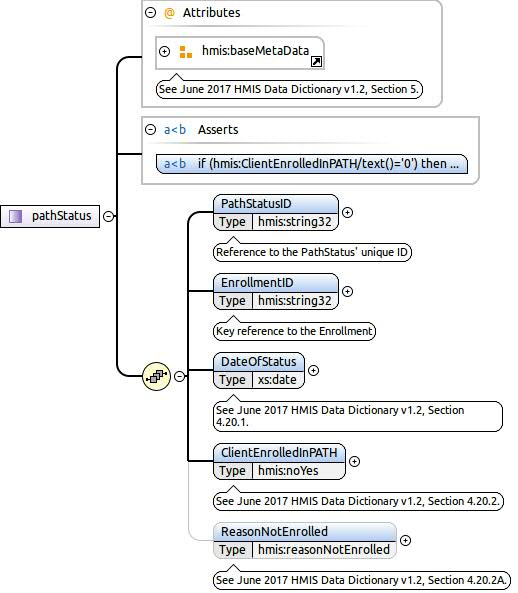 @ Attributes
hmis:baseMetaData
See June 2017 HMIS Data Dictionary v1.2, Section 5.
a<b Asserts
a<b if (hmis:ClientEnrolledInPATH/text()='0') then ...
pathStatus
PathStatusID
Type hmis:string32
Reference to the PathStatus' unique ID
EnrollmentID
Type hmis:string32
Key reference to the Enrollment
DateOfStatus
Type xs:date
See June 2017 HMIS Data Dictionary v1.2, Section
4.20.1.
ClientEnrolledInPATH
Type hmis:noYes
See June 2017 HMIS Data Dictionary v1.2, Section 4.20.2.
ReasonNotEnrolled
Type hmis:reasonNotEnrolled
See June 2017 HMIS Data Dictionary v1.2, Section 4.20.2A.